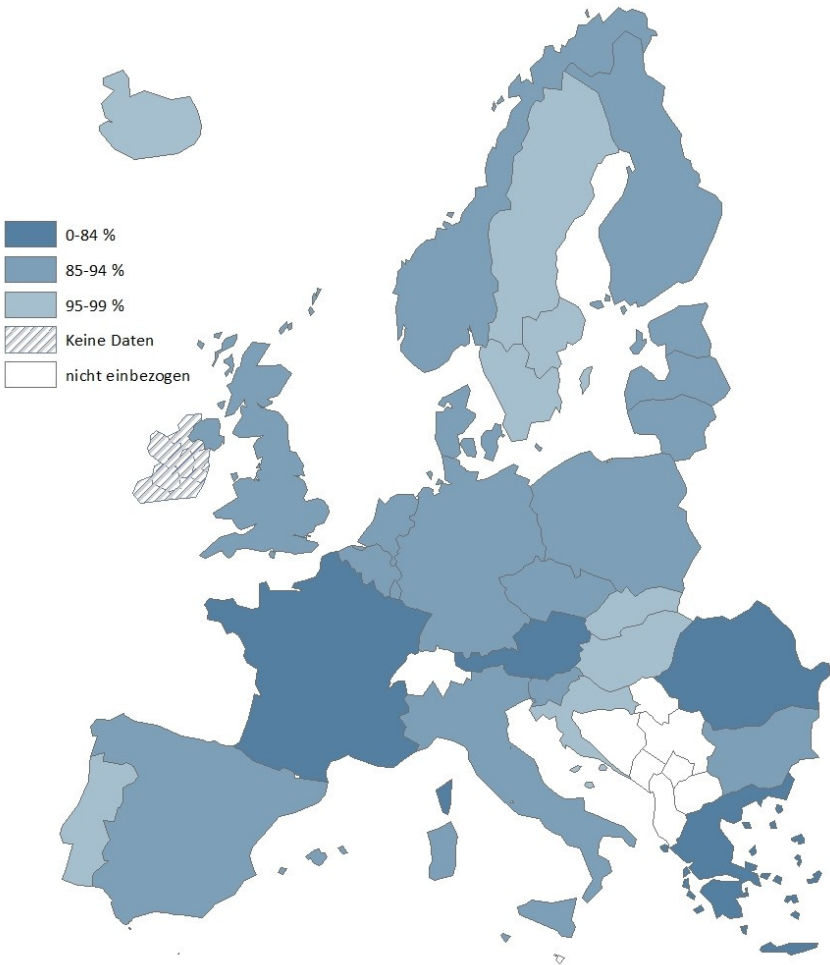 0-84 %
85-94 %
95-99 %
Keine Daten
nicht einbezogen